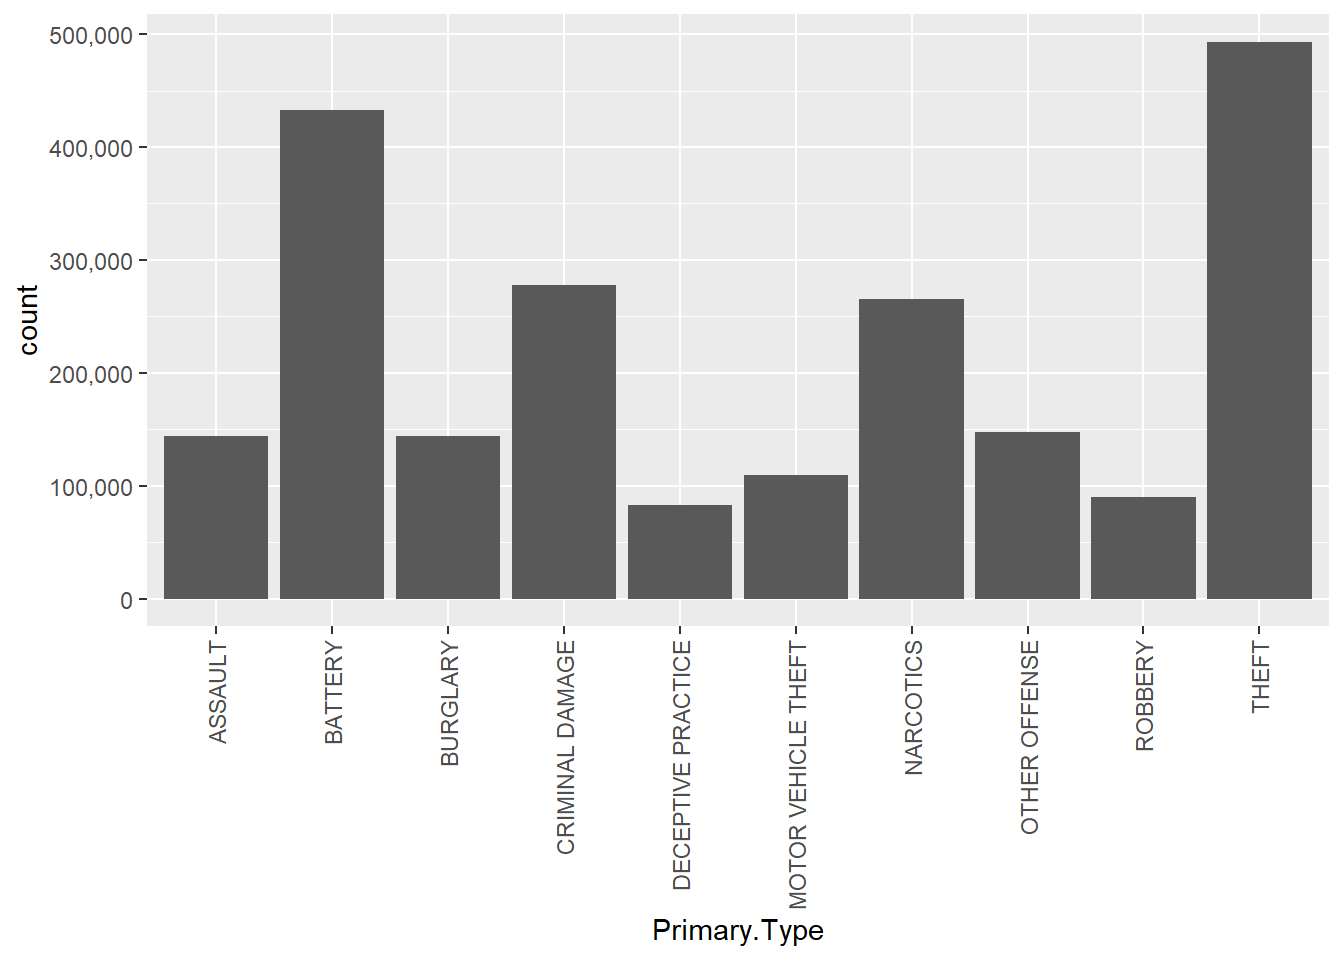 500,000
400,000
300,000
200,000
100,000
0
count
ASSAULT
BATTERY
BURGLARY
CRIMINAL DAMAGE
DECEPTIVE PRACTICE
MOTOR VEHICLE THEFT
NARCOTICS
OTHER OFFENSE
ROBBERY
THEFT
Primary.Type